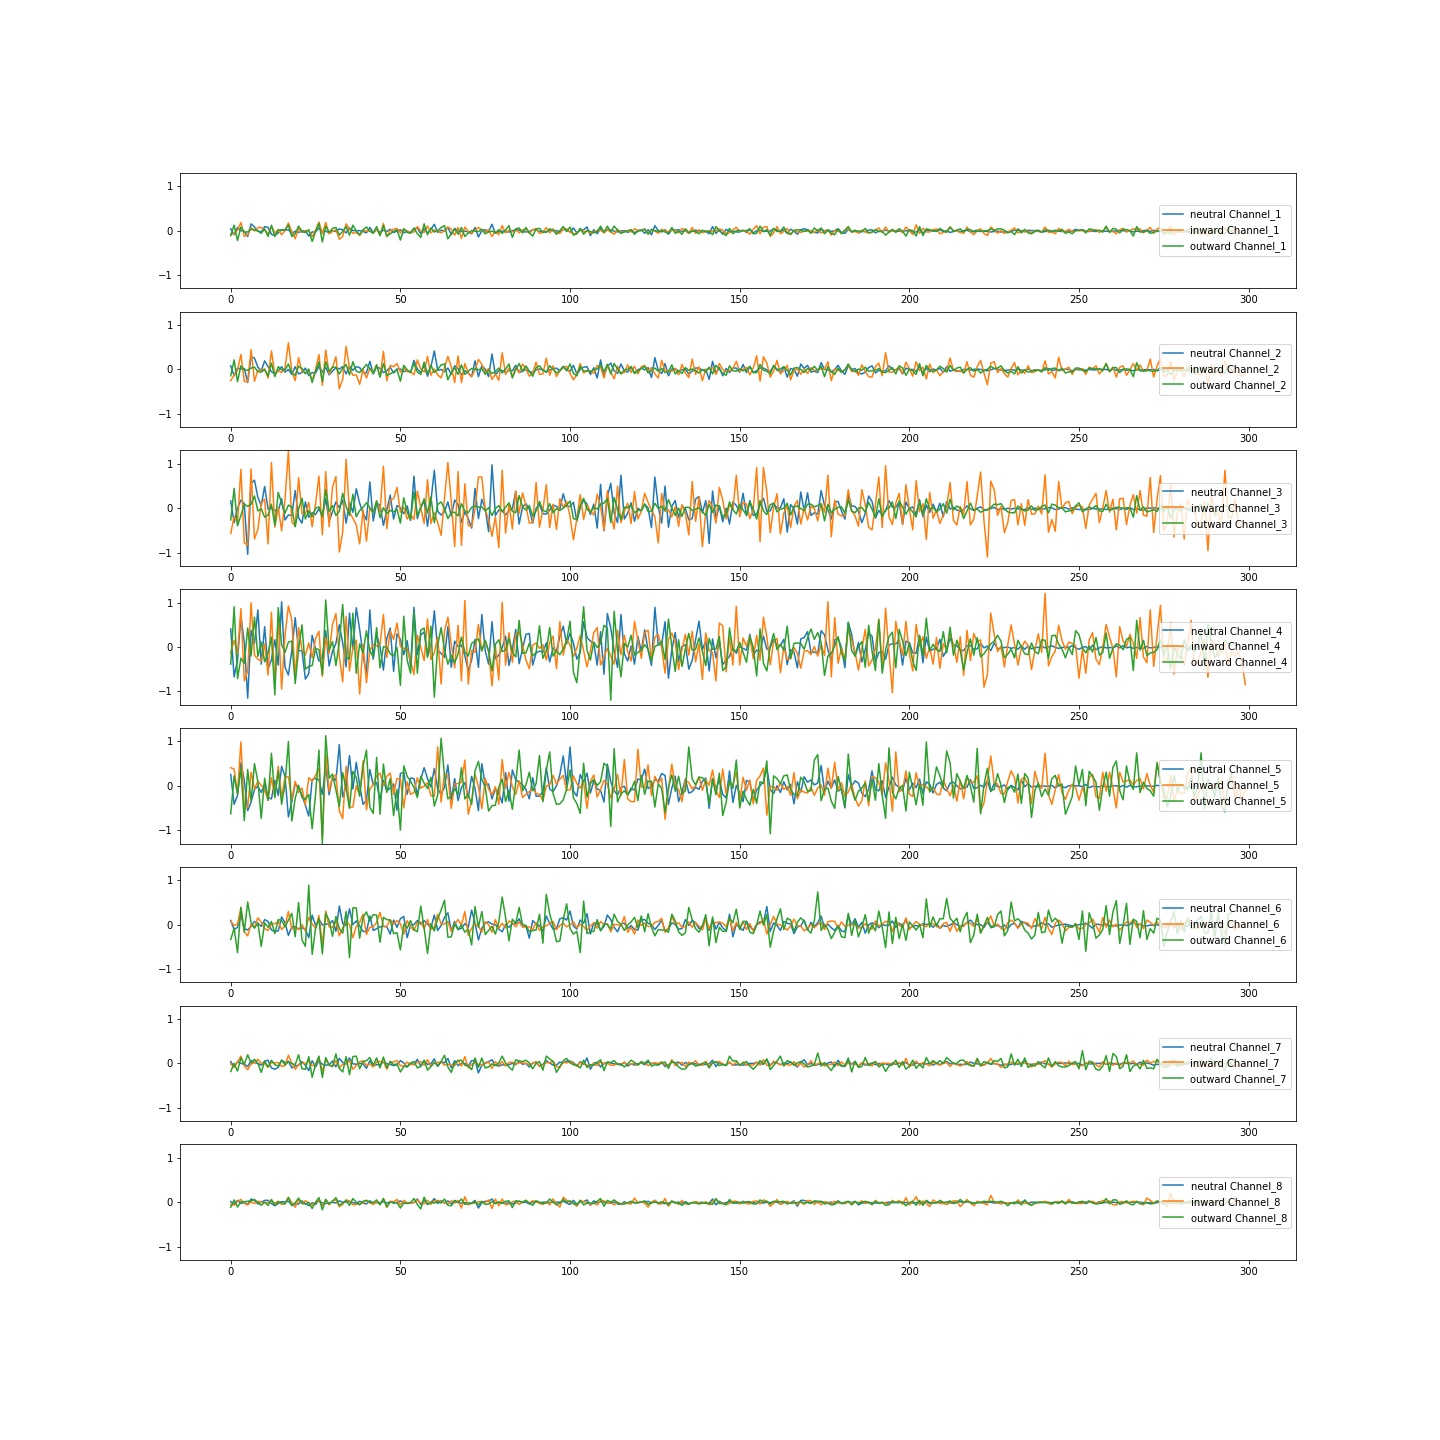 1
0
−1
0 50 100 150 200 250 300
neutral Channel_1
inward Channel_1
outward Channel_1
1
0
−1
0 50 100 150 200 250 300
neutral Channel_2
inward Channel_2
outward Channel_2
1
0
−1
0 50 100 150 200 250 300
neutral Channel_3
inward Channel_3
outward Channel_3
1
0
−1
0 50 100 150 200 250 300
neutral Channel_4
inward Channel_4
outward Channel_4
1
0
−1
0 50 100 150 200 250 300
neutral Channel_5
inward Channel_5
outward Channel_5
1
0
−1
0 50 100 150 200 250 300
neutral Channel_6
inward Channel_6
outward Channel_6
1
0
−1
0 50 100 150 200 250 300
neutral Channel_7
inward Channel_7
outward Channel_7
1
0
−1
0 50 100 150 200 250 300
neutral Channel_8
inward Channel_8
outward Channel_8